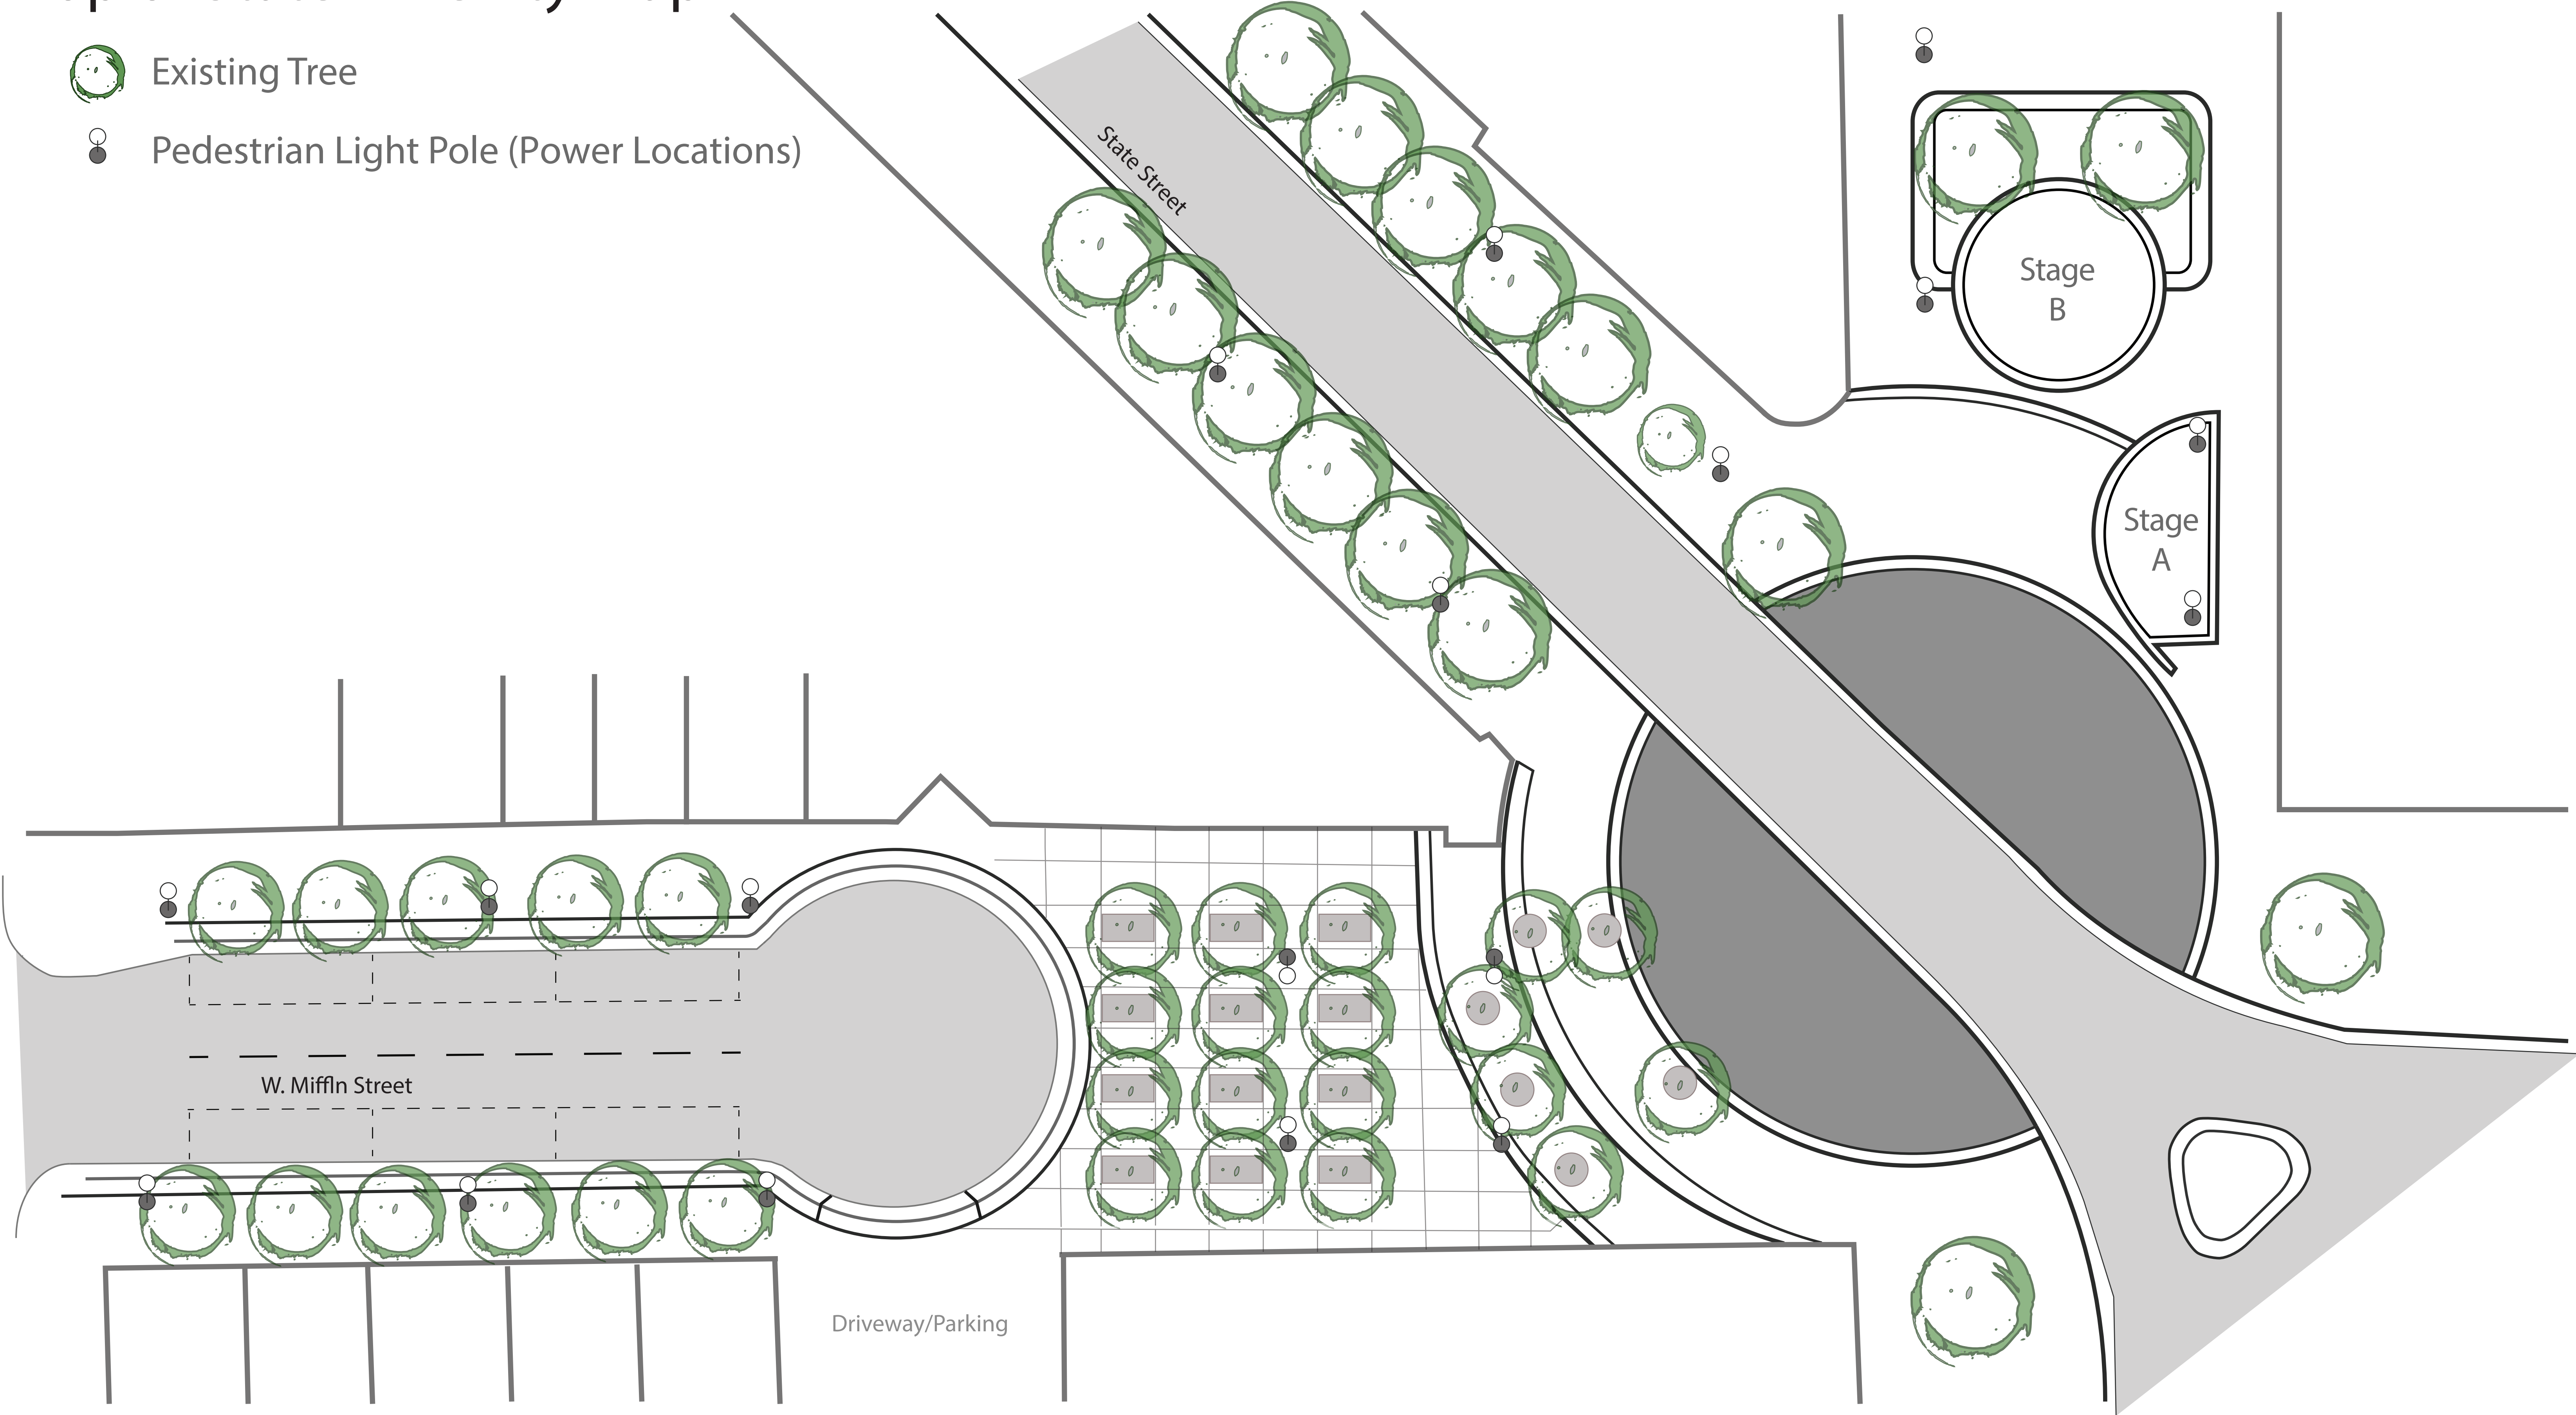 Existing Tree
Pedestrian Light Pole (Power Locations)
State Street
Stage
B
Stage
A
W. Miffln Street
Driveway/Parking